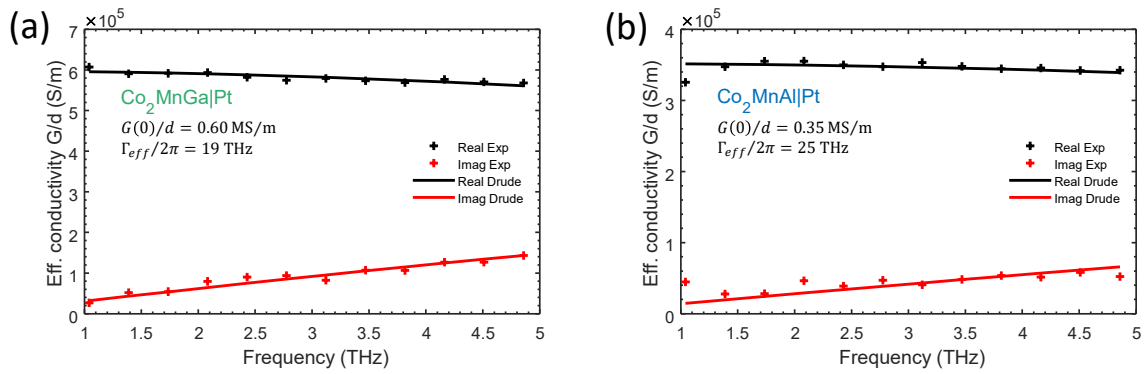 (a)
×10⁵
7
6
5
4
3
2
1
0
Eff. conductivity G/d (S/m)
Co₂MnGa|Pt
G(0)/d = 0.60 MS/m
Γₑff/2π = 19 THz
Real Exp
Imag Exp
Real Drude
Imag Drude
1 1.5 2 2.5 3 3.5 4 4.5 5
Frequency (THz)
(b)
×10⁵
4
3
2
1
0
Eff. conductivity G/d (S/m)
Co₂MnAl|Pt
G(0)/d = 0.35 MS/m
Γₑff/2π = 25 THz
Real Exp
Imag Exp
Real Drude
Imag Drude
1 1.5 2 2.5 3 3.5 4 4.5 5
Frequency (THz)